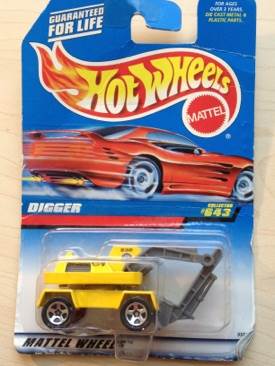 GUARANTEED
FOR LIFE
FOR AGES
OVER 3 YEARS.
DIE CAST METAL &
PLASTIC PARTS.
HOT WHEELS
MATTEL
DIGGER
COLLECTOR
#643
MATTEL WHEEL